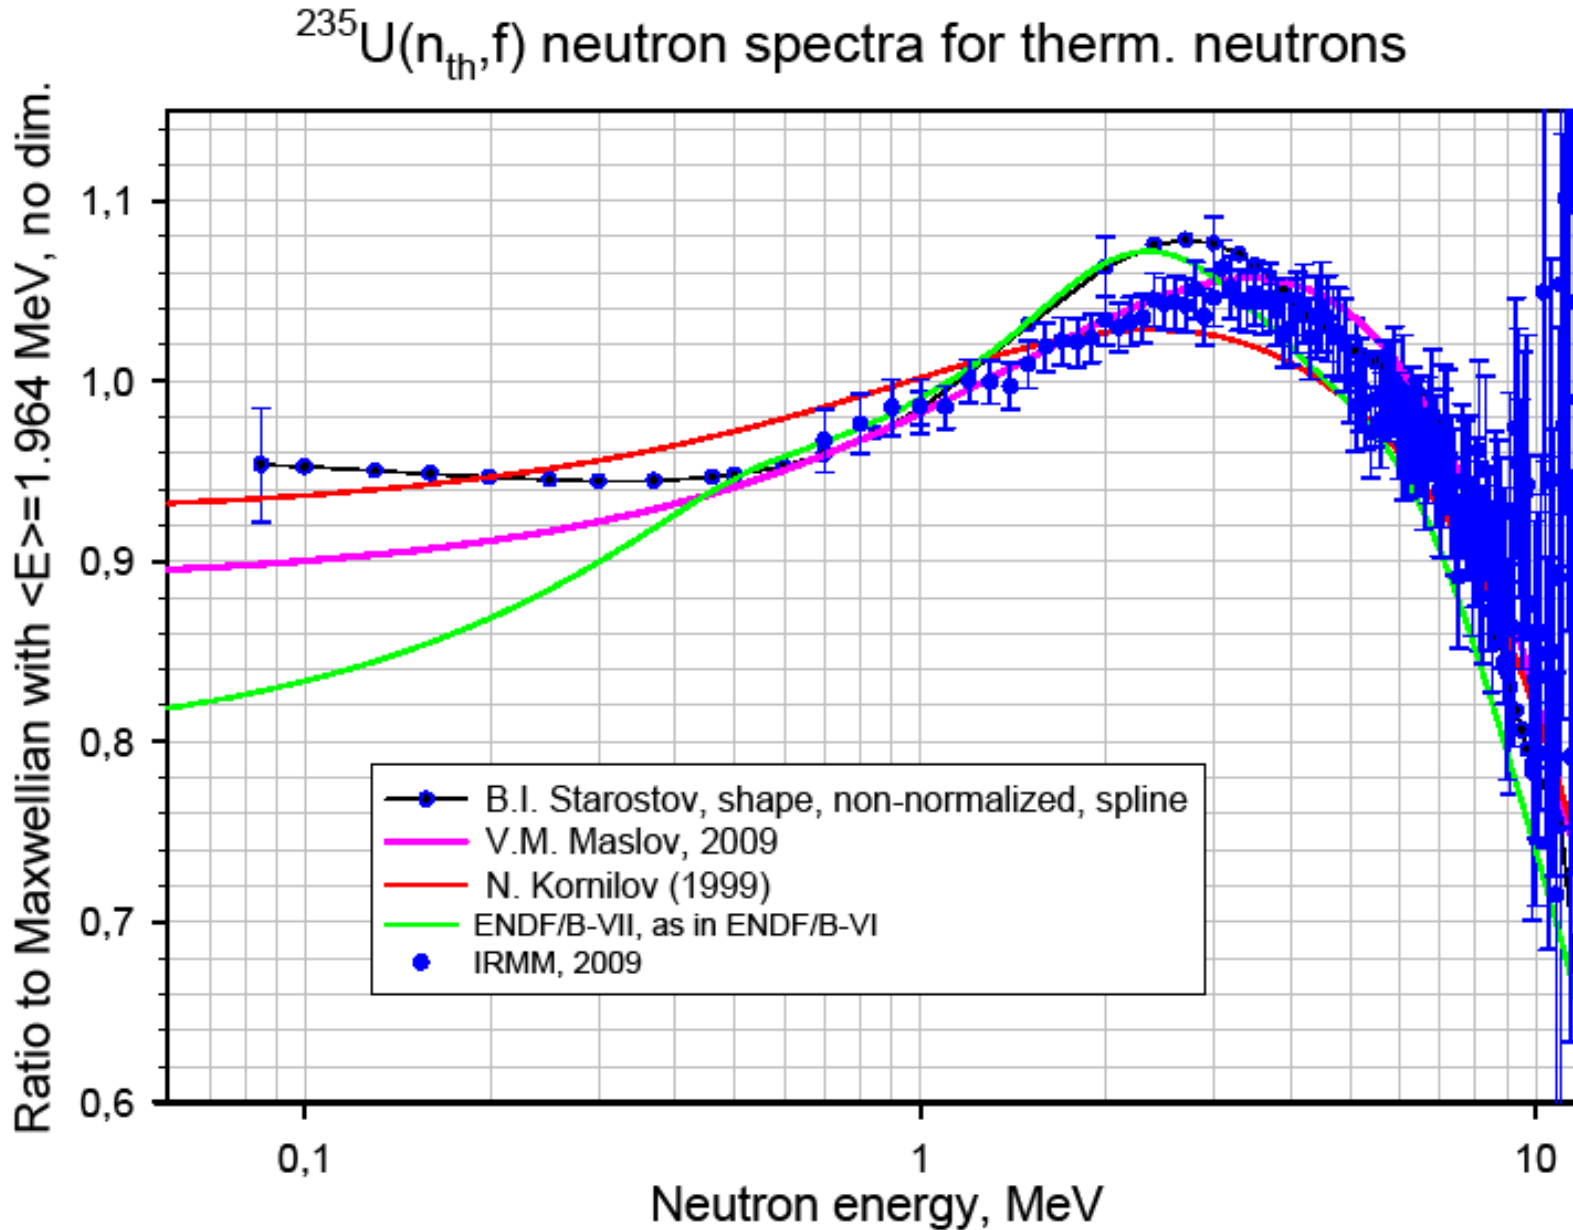 ²³⁵U(nₜₕ,f) neutron spectra for therm. neutrons
Ratio to Maxwellian with <E>=1.964 MeV, no dim.
1,1
1,0
0,9
0,8
0,7
0,6
B.I. Starostov, shape, non-normalized, spline
V.M. Maslov, 2009
N. Kornilov (1999)
ENDF/B-VII, as in ENDF/B-VI
IRMM, 2009
0,1
1
10
Neutron energy, MeV